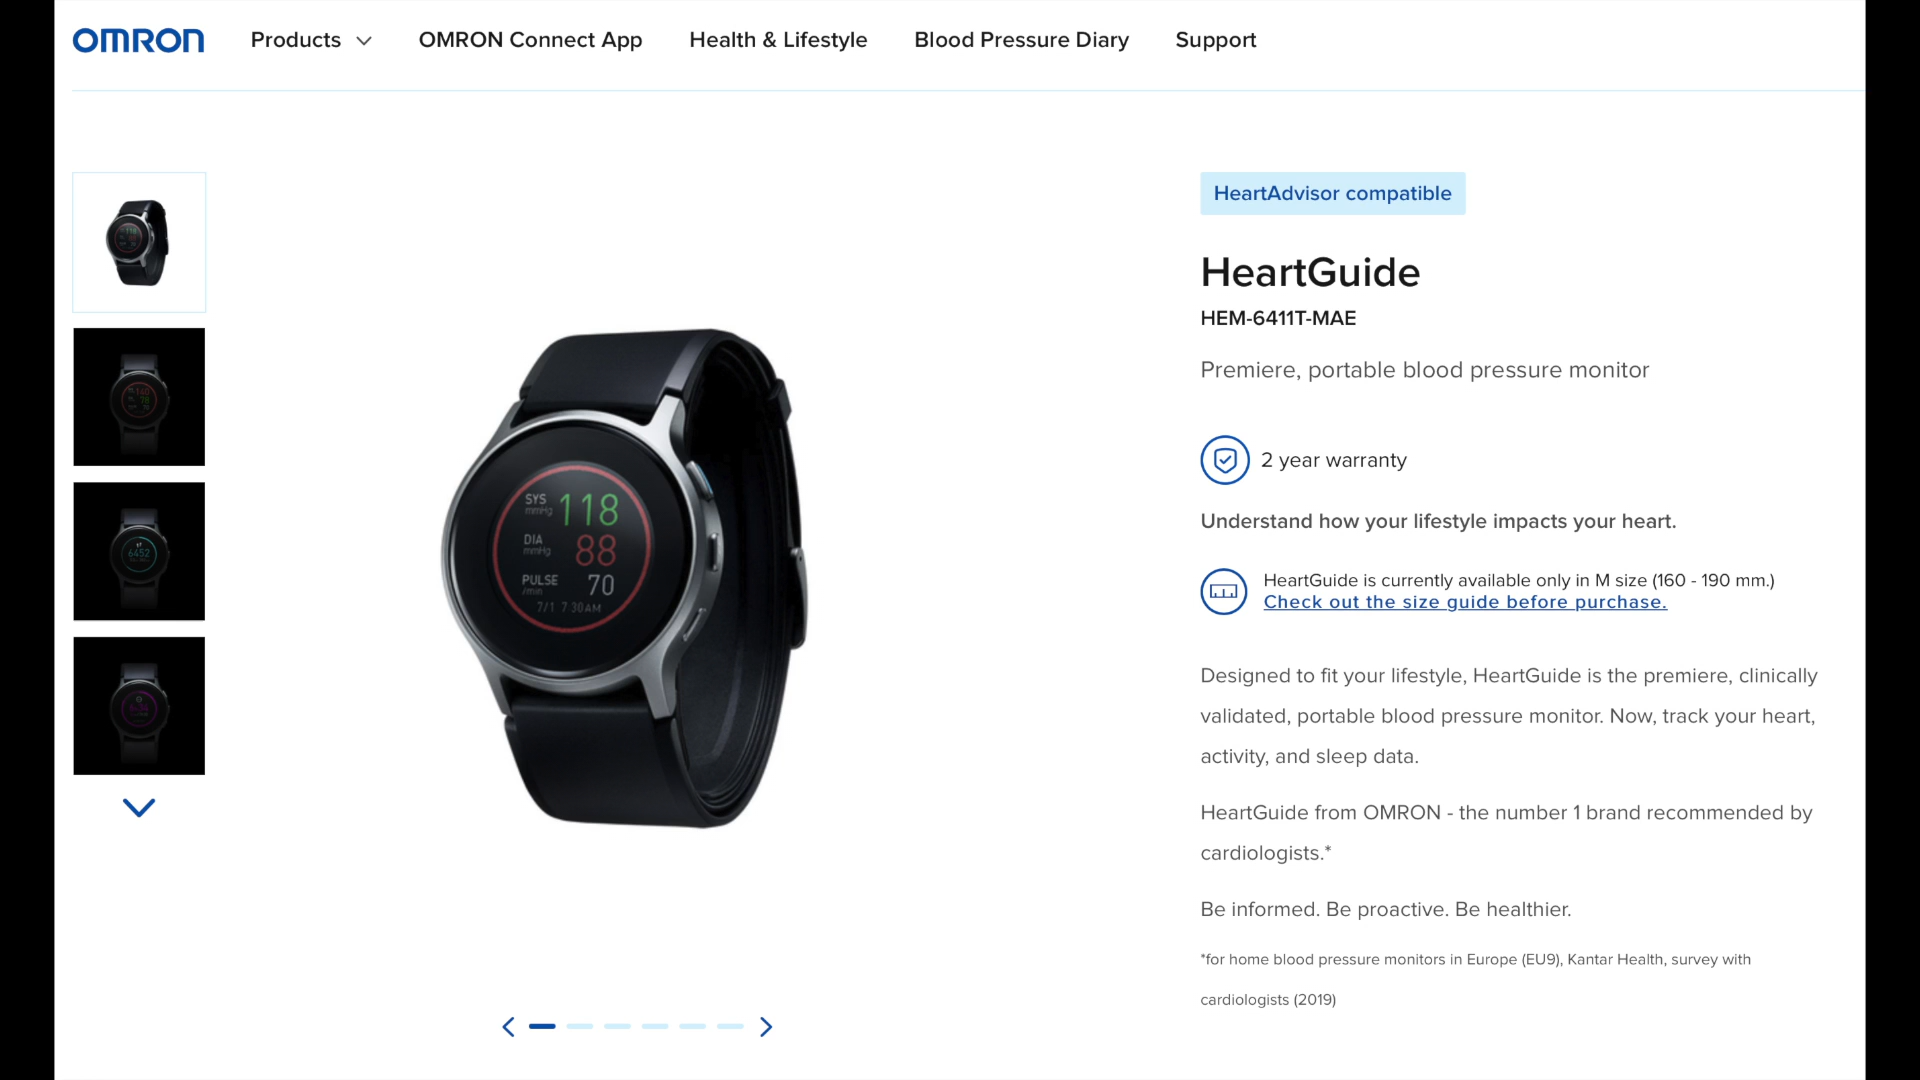 OMRON
Products
OMRON Connect App
Health & Lifestyle
Blood Pressure Diary
Support
HeartAdvisor compatible
HeartGuide
HEM-6411T-MAE
Premiere, portable blood pressure monitor
2 year warranty
Understand how your lifestyle impacts your heart.
HeartGuide is currently available only in M size (160 - 190 mm.)
Check out the size guide before purchase.
Designed to fit your lifestyle, HeartGuide is the premiere, clinically
validated, portable blood pressure monitor. Now, track your heart,
activity, and sleep data.
HeartGuide from OMRON - the number 1 brand recommended by
cardiologists.*
Be informed. Be proactive. Be healthier.
*for home blood pressure monitors in Europe (EU9), Kantar Health, survey with
cardiologists (2019)
SYS mmHg 118
DIA mmHg 88
PULSE /min 70
7/1 7:30AM
6452